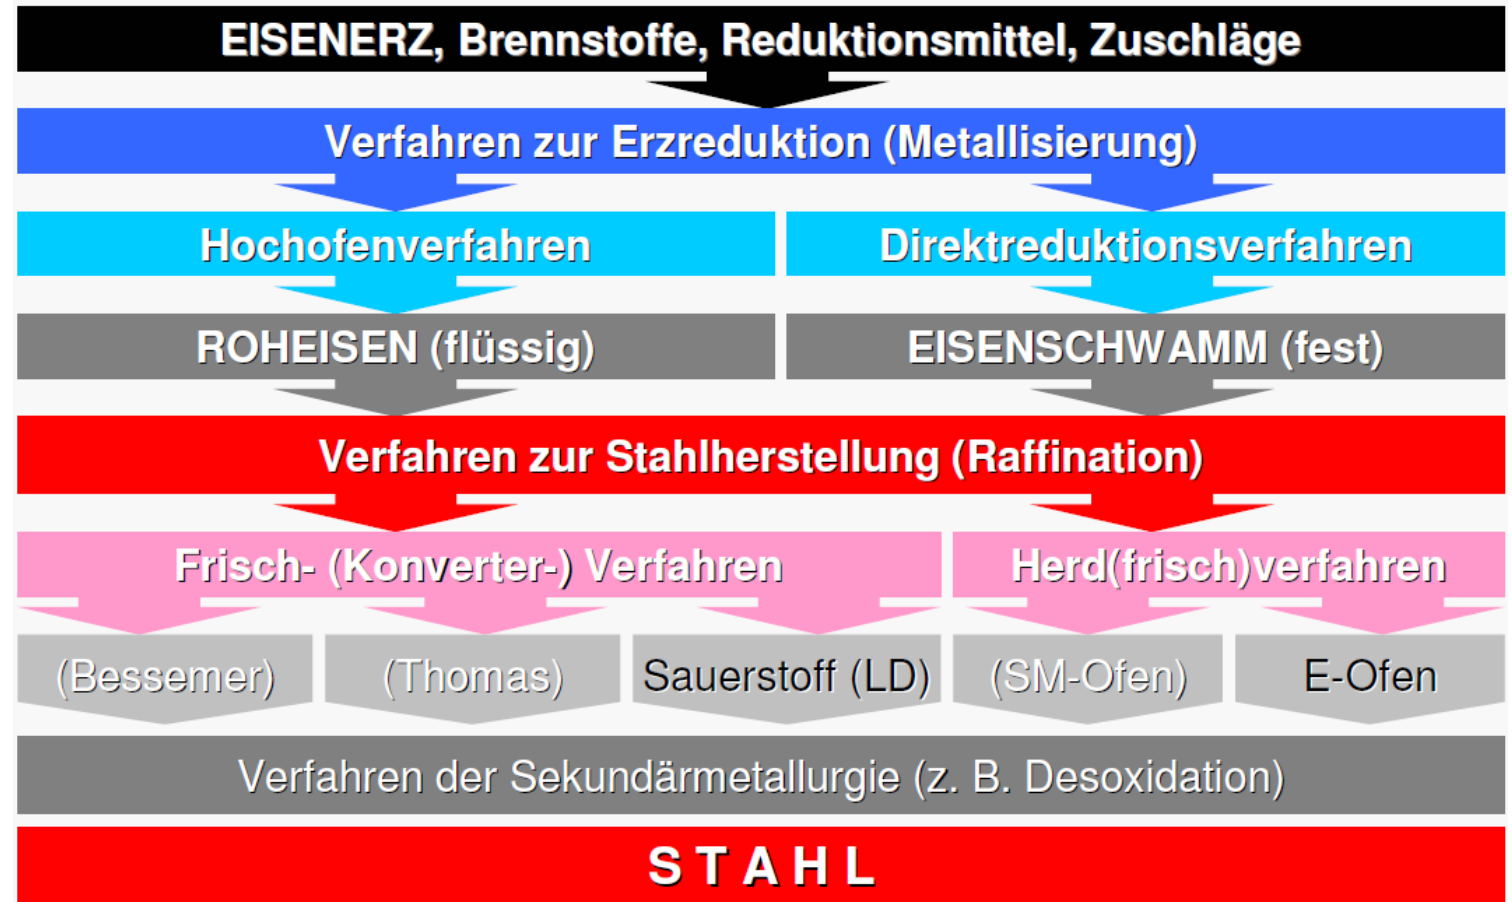 EISENERZ, Brennstoffe, Reduktionsmittel, Zuschläge
Verfahren zur Erzreduktion (Metallisierung)
Hochofenverfahren
Direktreduktionsverfahren
ROHEISEN (flüssig)
EISENSCHWAMM (fest)
Verfahren zur Stahlherstellung (Raffination)
Frisch- (Konverter-) Verfahren
Herd(frisch)verfahren
(Bessemer)
(Thomas)
Sauerstoff (LD)
(SM-Ofen)
E-Ofen
Verfahren der Sekundärmetallurgie (z. B. Desoxidation)
S T A H L